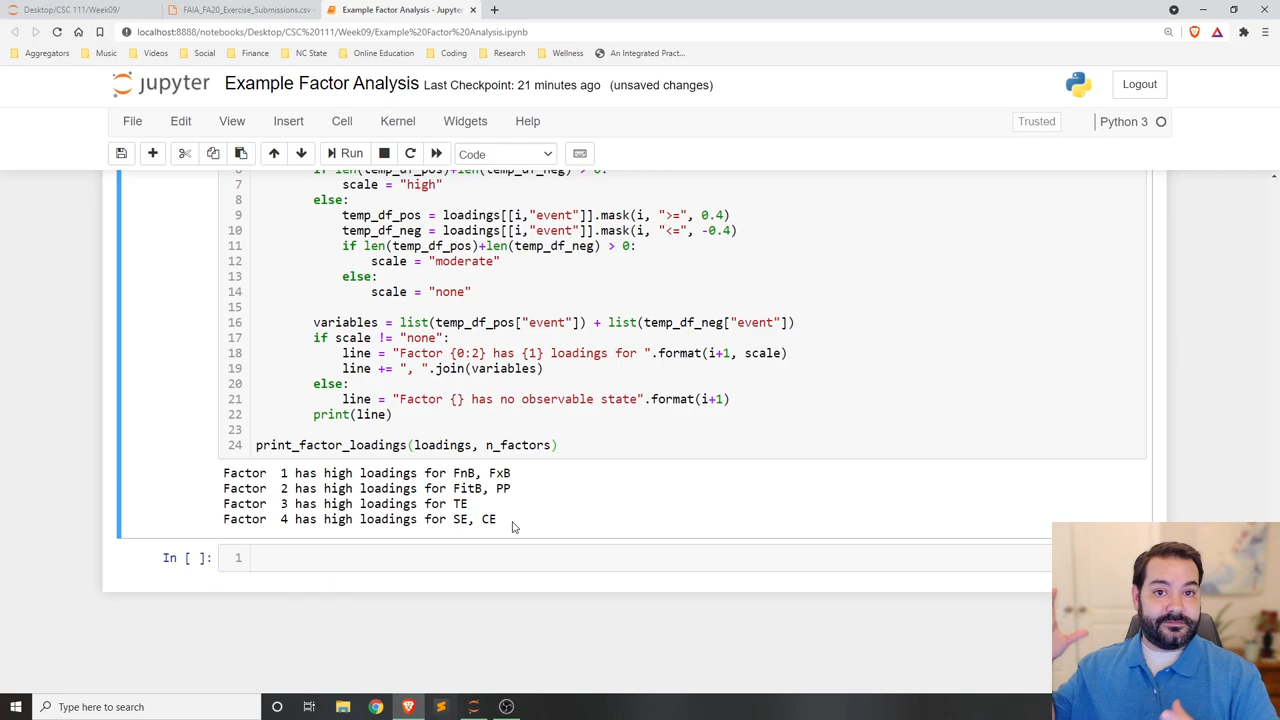 Desktop/CSC 111/Week09/
FAIA_FA20_Exercise_Submissions.csv
Example Factor Analysis - Jupyter
localhost:8888/notebooks/Desktop/CSC%20111/Week09/Example%20Factor%20Analysis.ipynb
Aggregators Music Videos Social Finance NC State Online Education Coding Research Wellness An Integrated Pract...
jupyter Example Factor Analysis Last Checkpoint: 21 minutes ago (unsaved changes) Logout
File Edit View Insert Cell Kernel Widgets Help Trusted Python 3
Run Code
6 if len(temp_df_pos)+len(temp_df_neg) > 0:
7 scale = "high"
8 else:
9 temp_df_pos = loadings[[i,"event"]].mask(i, ">=", 0.4)
10 temp_df_neg = loadings[[i,"event"]].mask(i, "<=", -0.4)
11 if len(temp_df_pos)+len(temp_df_neg) > 0:
12 scale = "moderate"
13 else:
14 scale = "none"
15
16 variables = list(temp_df_pos["event"]) + list(temp_df_neg["event"])
17 if scale != "none":
18 line = "Factor {0:2} has {1} loadings for ".format(i+1, scale)
19 line += ", ".join(variables)
20 else:
21 line = "Factor {} has no observable state".format(i+1)
22 print(line)
23
24 print_factor_loadings(loadings, n_factors)
Factor 1 has high loadings for FnB, FxB
Factor 2 has high loadings for FitB, PP
Factor 3 has high loadings for TE
Factor 4 has high loadings for SE, CE
In [ ]: 1
Type here to search